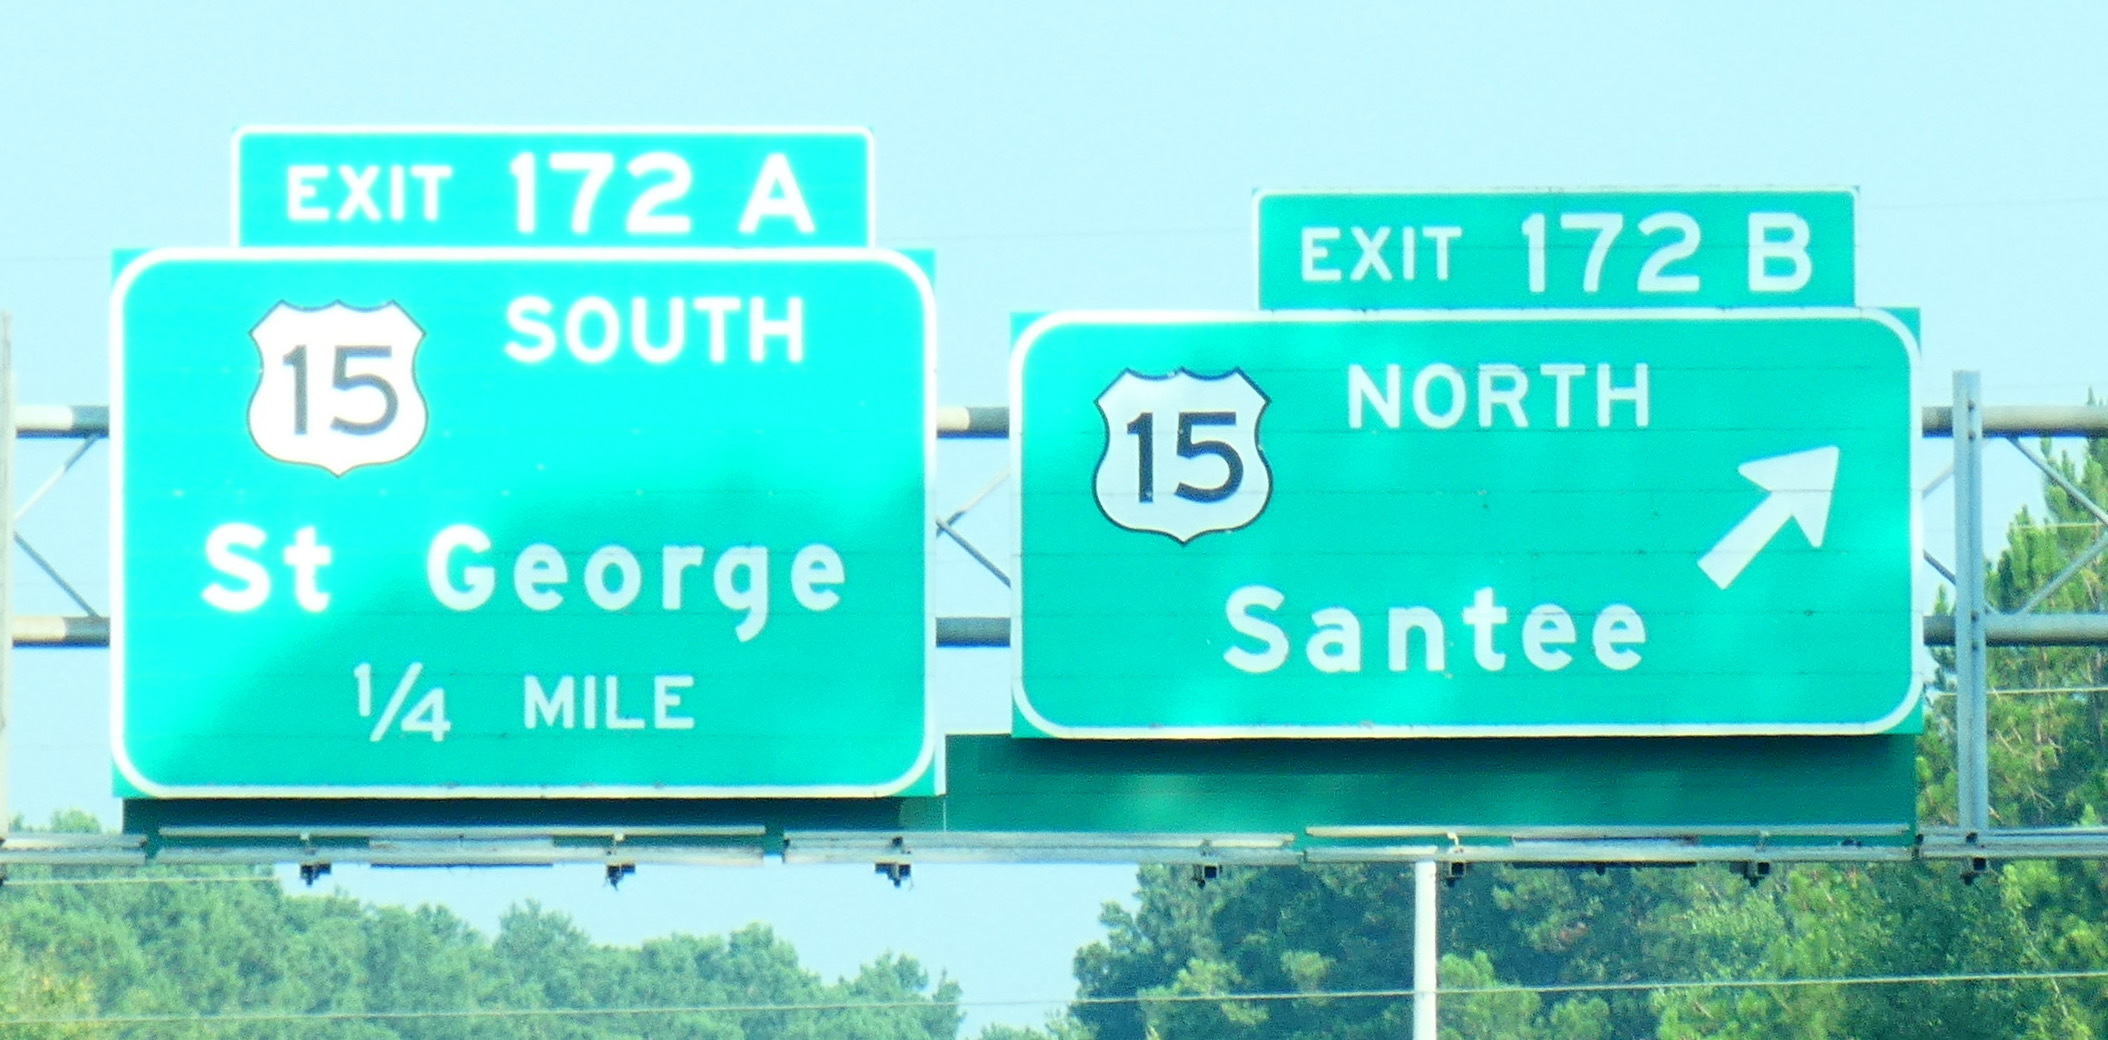 EXIT 172 A
15 SOUTH
St George
1/4 MILE
EXIT 172 B
15 NORTH
Santee